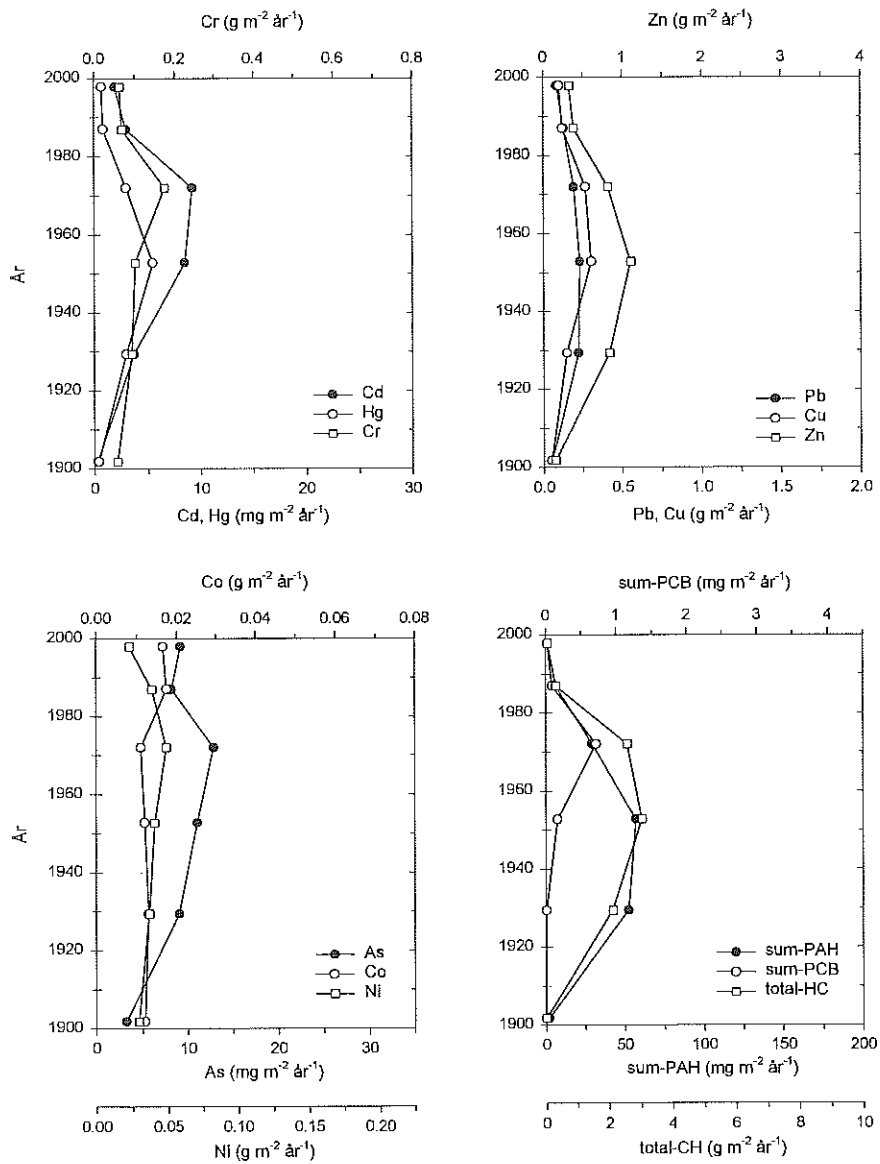 Cr (g m⁻² år⁻¹)
0.0 0.2 0.4 0.6 0.8
2000
1980
1960
År
1940
1920
1900
Cd
Hg
Cr
0 10 20 30
Cd, Hg (mg m⁻² år⁻¹)
Zn (g m⁻² år⁻¹)
0 1 2 3 4
2000
1980
1960
1940
1920
1900
Pb
Cu
Zn
0.0 0.5 1.0 1.5 2.0
Pb, Cu (g m⁻² år⁻¹)
Co (g m⁻² år⁻¹)
0.00 0.02 0.04 0.06 0.08
2000
1980
1960
År
1940
1920
1900
As
Co
Ni
0 10 20 30
As (mg m⁻² år⁻¹)
0.00 0.05 0.10 0.15 0.20
Ni (g m⁻² år⁻¹)
sum-PCB (mg m⁻² år⁻¹)
0 1 2 3 4
2000
1980
1960
1940
1920
1900
sum-PAH
sum-PCB
total-HC
0 50 100 150 200
sum-PAH (mg m⁻² år⁻¹)
0 2 4 6 8 10
total-CH (g m⁻² år⁻¹)